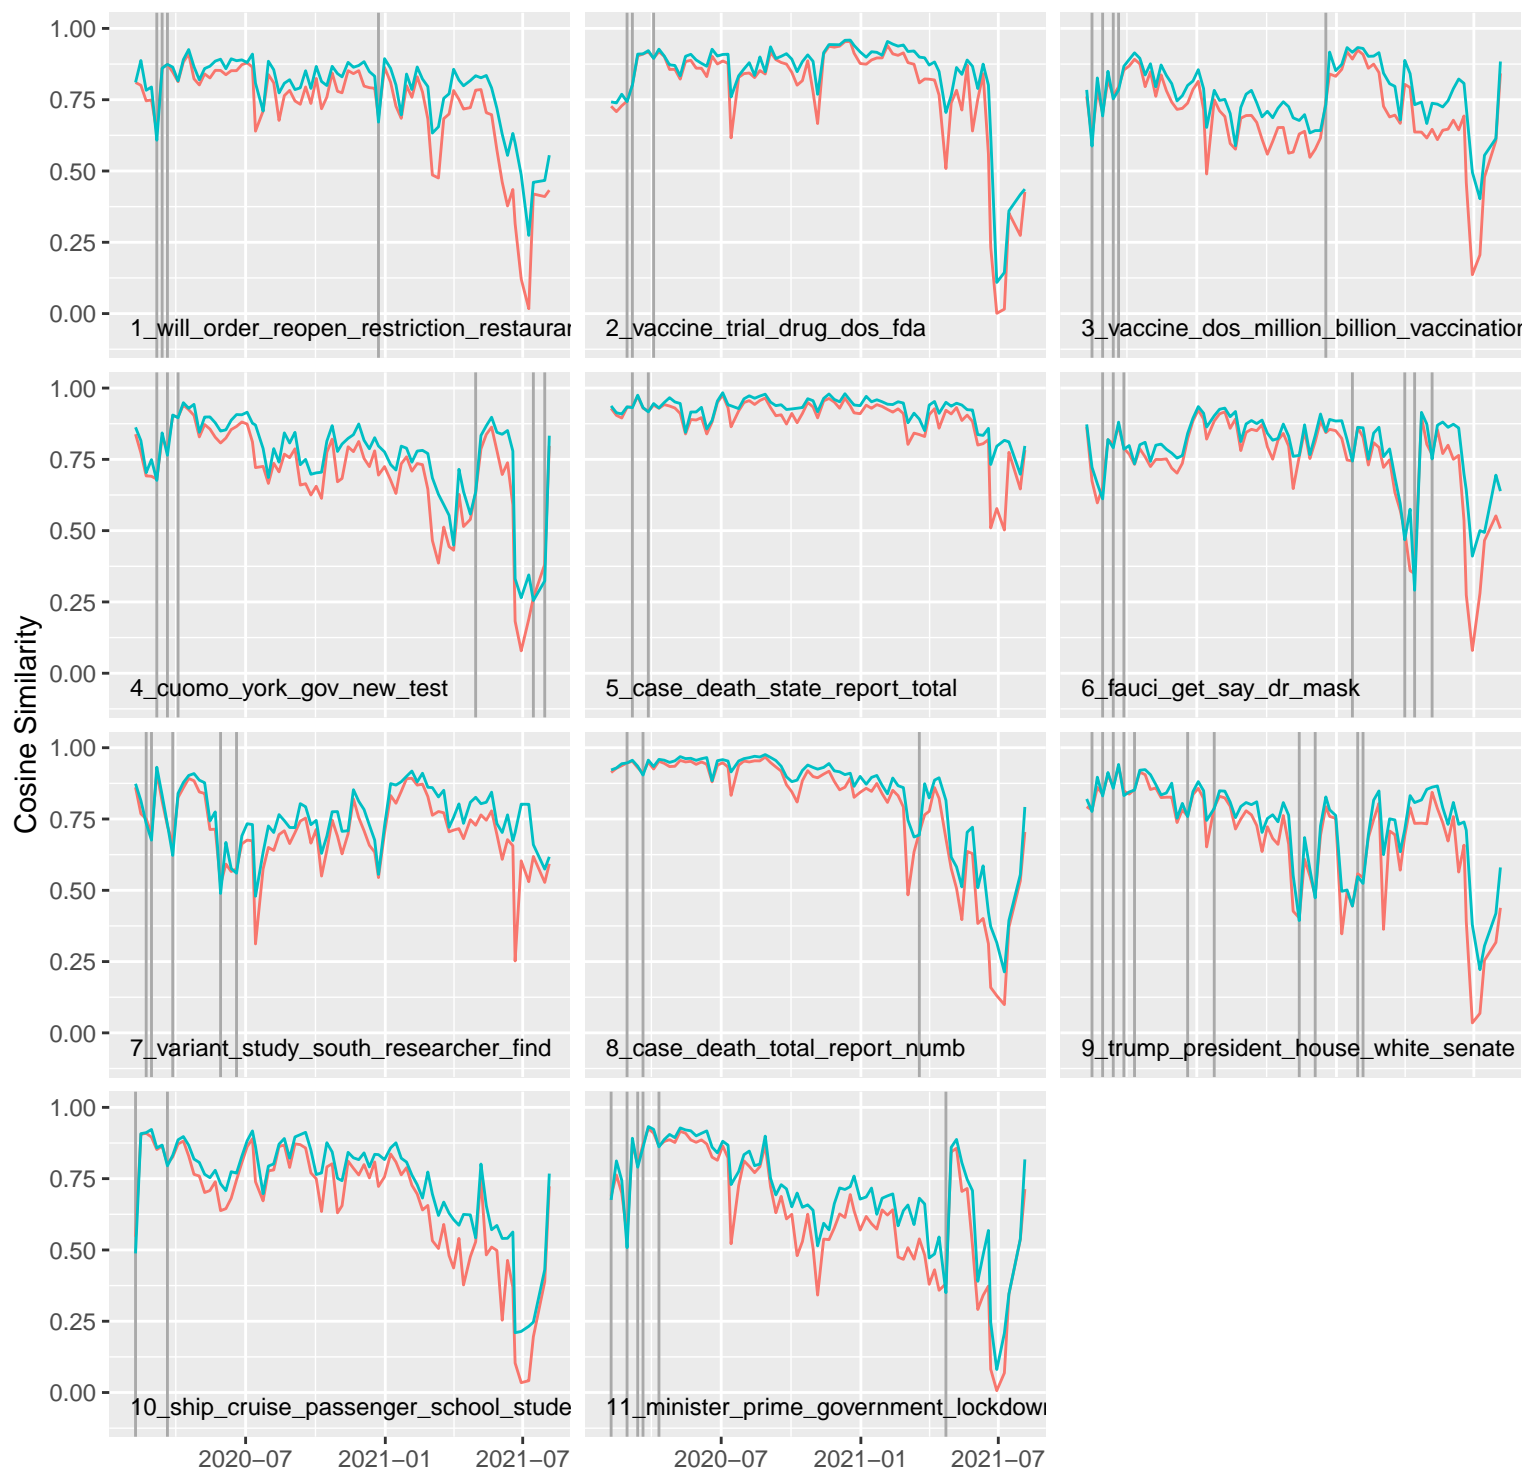 Cosine Similarity
1.00
0.75
0.50
0.25
0.00
1_will_order_reopen_restriction_restaurar
2_vaccine_trial_drug_dos_fda
3_vaccine_dos_million_billion_vaccination
1.00
0.75
0.50
0.25
0.00
4_cuomo_york_gov_new_test
5_case_death_state_report_total
6_fauci_get_say_dr_mask
1.00
0.75
0.50
0.25
0.00
7_variant_study_south_researcher_find
8_case_death_total_report_numb
9_trump_president_house_white_senate
1.00
0.75
0.50
0.25
0.00
10_ship_cruise_passenger_school_stude
11_minister_prime_government_lockdown
2020−07 2021−01 2021−07
2020−07 2021−01 2021−07